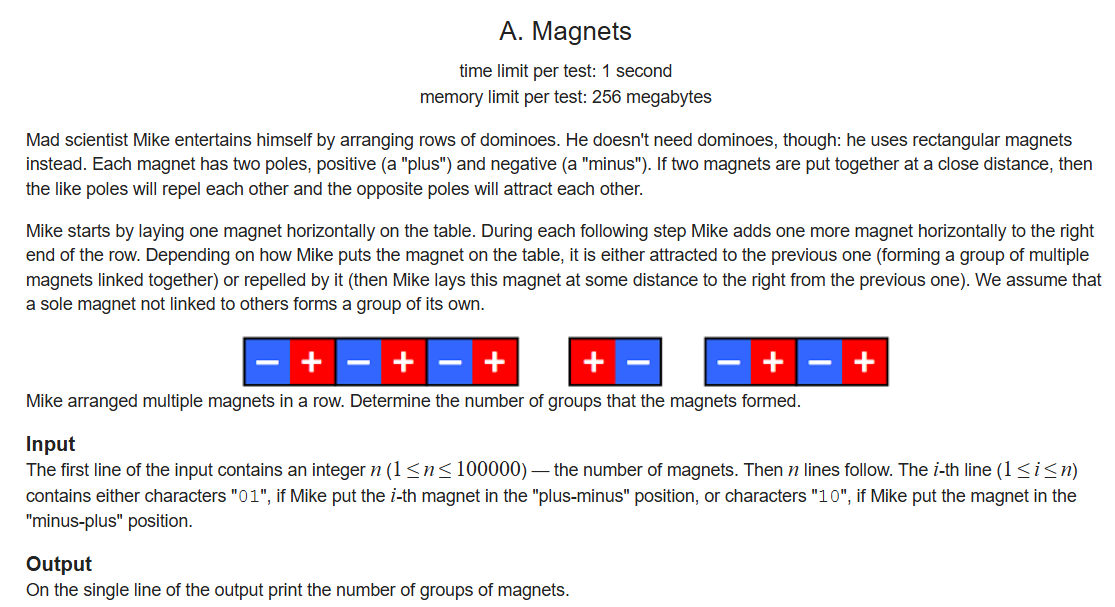 A. Magnets
time limit per test: 1 second
memory limit per test: 256 megabytes
Mad scientist Mike entertains himself by arranging rows of dominoes. He doesn't need dominoes, though: he uses rectangular magnets
instead. Each magnet has two poles, positive (a "plus") and negative (a "minus"). If two magnets are put together at a close distance, then
the like poles will repel each other and the opposite poles will attract each other.
Mike starts by laying one magnet horizontally on the table. During each following step Mike adds one more magnet horizontally to the right
end of the row. Depending on how Mike puts the magnet on the table, it is either attracted to the previous one (forming a group of multiple
magnets linked together) or repelled by it (then Mike lays this magnet at some distance to the right from the previous one). We assume that
a sole magnet not linked to others forms a group of its own.
− + − + − + + − − + − +
Mike arranged multiple magnets in a row. Determine the number of groups that the magnets formed.
Input
The first line of the input contains an integer n (1 ≤ n ≤ 100000) — the number of magnets. Then n lines follow. The i-th line (1 ≤ i ≤ n)
contains either characters "01", if Mike put the i-th magnet in the "plus-minus" position, or characters "10", if Mike put the magnet in the
"minus-plus" position.
Output
On the single line of the output print the number of groups of magnets.